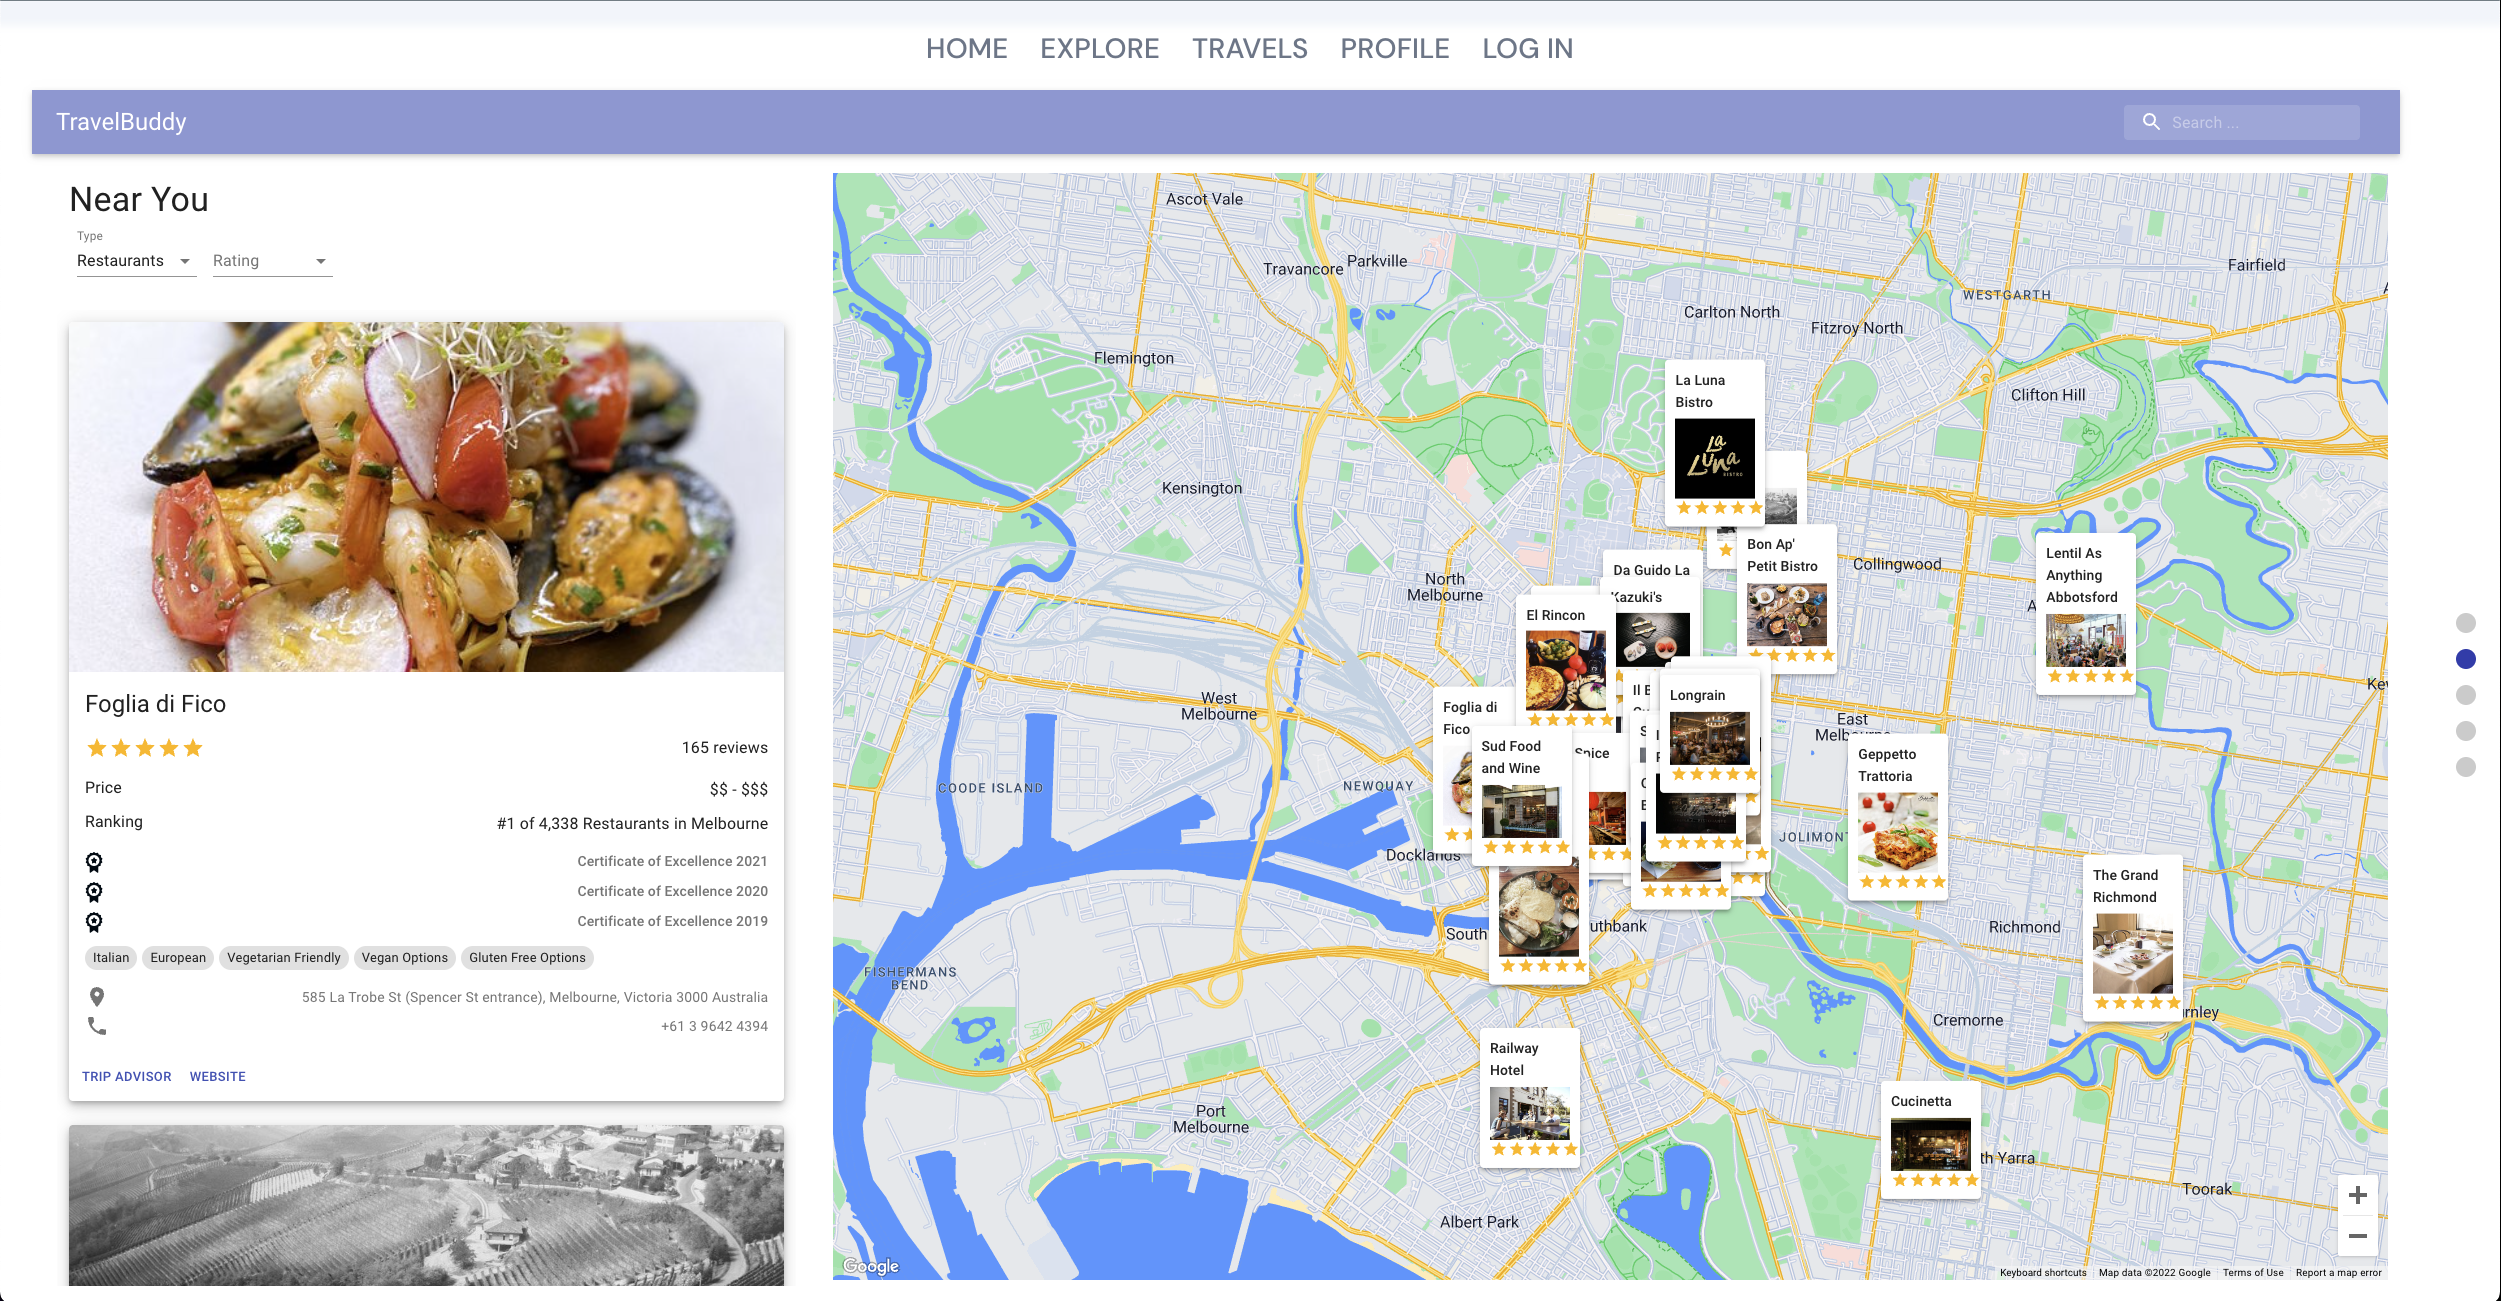 HOME EXPLORE TRAVELS PROFILE LOG IN
TravelBuddy
Search ...
Near You
Type
Restaurants
Rating
Foglia di Fico
165 reviews
Price
$$ - $$$
Ranking
#1 of 4,338 Restaurants in Melbourne
Certificate of Excellence 2021
Certificate of Excellence 2020
Certificate of Excellence 2019
Italian
European
Vegetarian Friendly
Vegan Options
Gluten Free Options
585 La Trobe St (Spencer St entrance), Melbourne, Victoria 3000 Australia
+61 3 9642 4394
TRIP ADVISOR
WEBSITE
Ascot Vale
Travancore
Parkville
Fairfield
WESTGARTH
Carlton North
Fitzroy North
Flemington
Clifton Hill
La Luna
Bistro
La
Luna
BISTRO
Kensington
Bon Ap'
Petit Bistro
Collingwood
Lentil As
Anything
Abbotsford
North
Melbourne
Da Guido La
Kazuki's
El Rincon
West
Melbourne
Il B
Longrain
Foglia di
Fico
Sud Food
and Wine
Spice
East
Melbourne
Geppetto
Trattoria
COODE ISLAND
NEWQUAY
JOLIMONT
Docklands
The Grand
Richmond
South
uthbank
Richmond
FISHERMANS
BEND
Cremorne
rnley
Railway
Hotel
Port
Melbourne
Cucinetta
th Yarra
Toorak
Albert Park
Google
Keyboard shortcuts
Map data ©2022 Google
Terms of Use
Report a map error